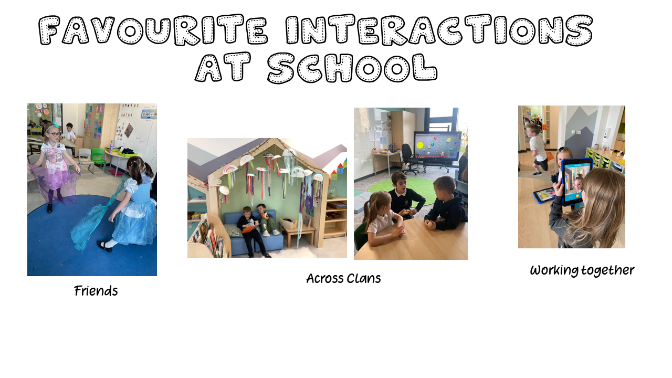 FAVOURITE INTERACTIONS
AT SCHOOL
Friends
Across Clans
Working together